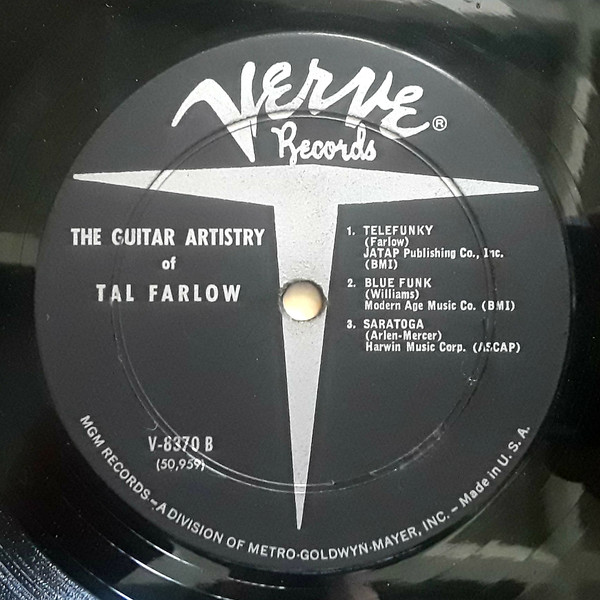 VERVE®
Records
THE GUITAR ARTISTRY
of
TAL FARLOW
1. TELEFUNKY
(Farlow)
JATAP Publishing Co., Inc.
(BMI)
2. BLUE FUNK
(Williams)
Modern Age Music Co. (BMI)
3. SARATOGA
(Arlen-Mercer)
Harwin Music Corp. (ASCAP)
V-8370 B
(50,959)
MGM RECORDS – A DIVISION OF METRO-GOLDWYN-MAYER, INC. – Made in U. S. A.